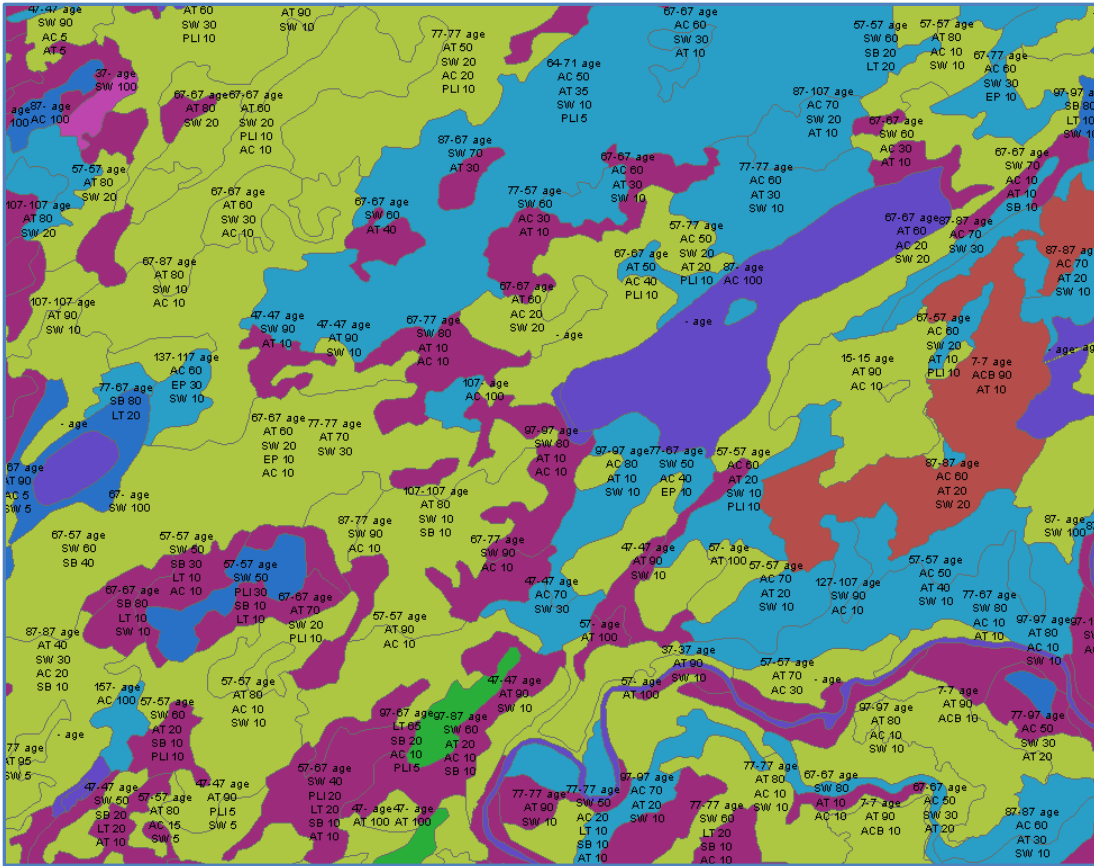 47-47 age
SW 90
AC 5
AT 5
AT 60
SW 30
PLI 10
AT 90
SW 10
77-77 age
AT 50
SW 20
AC 20
PLI 10
67-67 age
AC 60
SW 30
AT 10
64-71 age
AC 50
AT 35
SW 10
PLI 5
57-57 age
SW 60
SB 20
LT 20
57-57 age
AT 80
AC 10
SW 10
67-77 age
AC 60
SW 30
EP 10
37- age
SW 100
age
100
87- age
AC 100
67-67 age
AT 80
SW 20
67-67 age
AT 60
SW 20
PLI 10
AC 10
87-107 age
AC 70
SW 20
AT 10
97-97 age
SB 80
LT 10
SW 10
67-67 age
SW 60
AC 30
AT 10
87-67 age
SW 70
AT 30
67-67 age
AC 60
AT 30
SW 10
77-77 age
AC 60
AT 30
SW 10
67-67 age
SW 70
AC 10
AT 10
SB 10
57-57 age
AT 80
SW 20
107-107 age
AT 80
SW 20
67-67 age
AT 60
SW 30
AC 10
67-67 age
SW 60
AT 40
77-57 age
SW 60
AC 30
AT 10
57-77 age
AC 50
SW 20
AT 20
PLI 10
67-67 age
AT 60
AC 20
SW 20
87-87 age
AC 70
SW 30
87-87 age
AC 70
AT 20
SW 10
67-87 age
AT 80
SW 10
AC 10
67-67 age
AT 50
AC 40
PLI 10
87- age
AC 100
67-67 age
AT 60
AC 20
SW 20
107-107 age
AT 90
SW 10
47-47 age
SW 90
AT 10
47-47 age
AT 90
SW 10
67-77 age
SW 80
AT 10
AC 10
- age
- age
67-57 age
AC 60
SW 20
AT 10
PLI 10
137-117 age
AC 60
EP 30
SW 10
15-15 age
AT 90
AC 10
7-7 age
ACB 90
AT 10
- age
77-67 age
SB 80
LT 20
107- age
AC 100
- age
67-67 age
AT 60
SW 20
EP 10
AC 10
77-77 age
AT 70
SW 30
97-97 age
SW 80
AT 10
AC 10
97-97 age
AC 80
AT 10
SW 10
77-67 age
SW 50
AC 40
EP 10
57-57 age
AC 60
AT 20
SW 10
PLI 10
87-87 age
AC 60
AT 20
SW 20
67 age
AT 90
AC 5
SW 5
67- age
SW 100
107-107 age
AT 80
SW 10
SB 10
87-77 age
SW 90
AC 10
87- age
SW 100
67-57 age
SW 60
SB 40
57-57 age
SW 50
SB 30
LT 10
AC 10
67-77 age
SW 90
AC 10
47-47 age
AT 90
SW 10
57- age
AT 100
57-57 age
SW 50
PLI 30
SB 10
LT 10
57-57 age
AC 70
AT 20
SW 10
57-57 age
AC 50
AT 40
SW 10
67-67 age
SB 80
LT 10
SW 10
67-67 age
AT 70
SW 20
PLI 10
47-47 age
AC 70
SW 30
127-107 age
SW 90
AC 10
77-67 age
SW 80
AC 10
AT 10
57-57 age
AT 90
AC 10
57- age
AT 100
97-97 age
AT 80
AC 10
SW 10
87-87 age
AT 40
SW 30
AC 20
SB 10
37-37 age
AT 90
SW 10
57-57 age
AT 70
AC 30
- age
157- age
AC 100
57-57 age
AT 80
AC 10
SW 10
47-47 age
AT 90
SW 10
57- age
AT 100
7-7 age
AT 90
ACB 10
57-57 age
SW 60
AT 20
SB 10
PLI 10
97-67 age
LT 65
SB 20
AC 10
PLI 5
97-87 age
SW 60
AT 20
AC 10
SB 10
97-97 age
AT 80
AC 10
SW 10
77-97 age
AC 50
SW 30
AT 20
- age
77 age
AT 95
SW 5
47-47 age
SW 50
SB 20
LT 20
AT 10
57-57 age
AT 80
AC 15
SW 5
47-47 age
AT 90
PLI 5
SW 5
57-67 age
SW 40
PLI 20
LT 20
SB 10
AT 10
47- age
AT 100
47- age
AT 100
77-77 age
AT 90
SW 10
77-77 age
SW 50
AC 20
LT 10
SB 10
AT 10
97-97 age
AC 70
AT 20
SW 10
77-77 age
SW 60
LT 20
SB 10
AC 10
77-77 age
AT 80
AC 10
SW 10
67-67 age
SW 80
AT 10
AC 10
7-7 age
AT 90
ACB 10
67-67 age
AC 50
SW 30
AT 20
87-87 age
AC 60
AT 30
SW 10